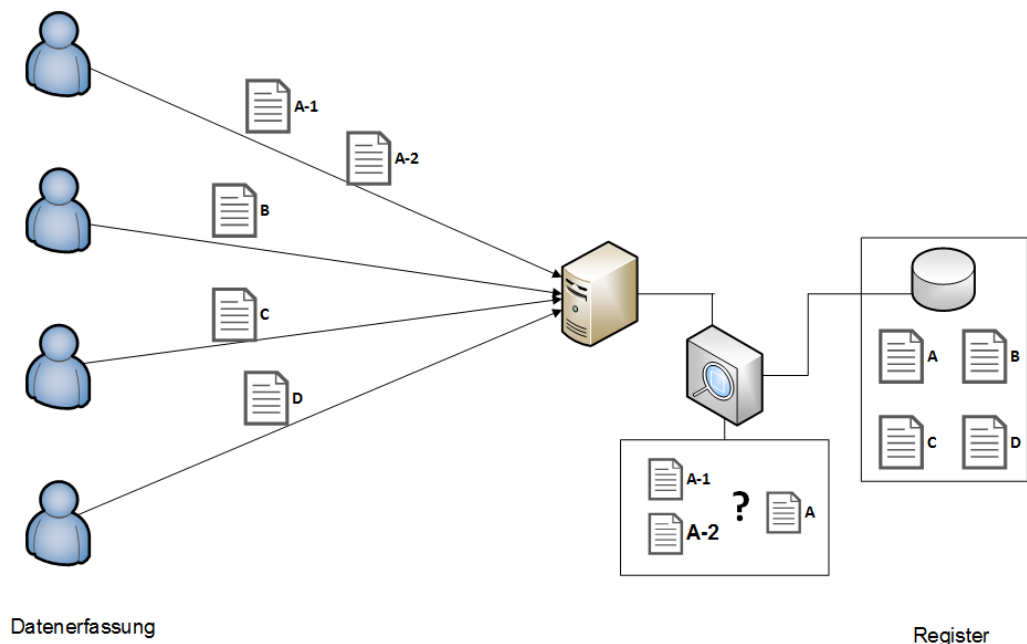 A-1
A-2
B
C
D
A
B
C
D
A-1
A-2
?
A
Datenerfassung
Register